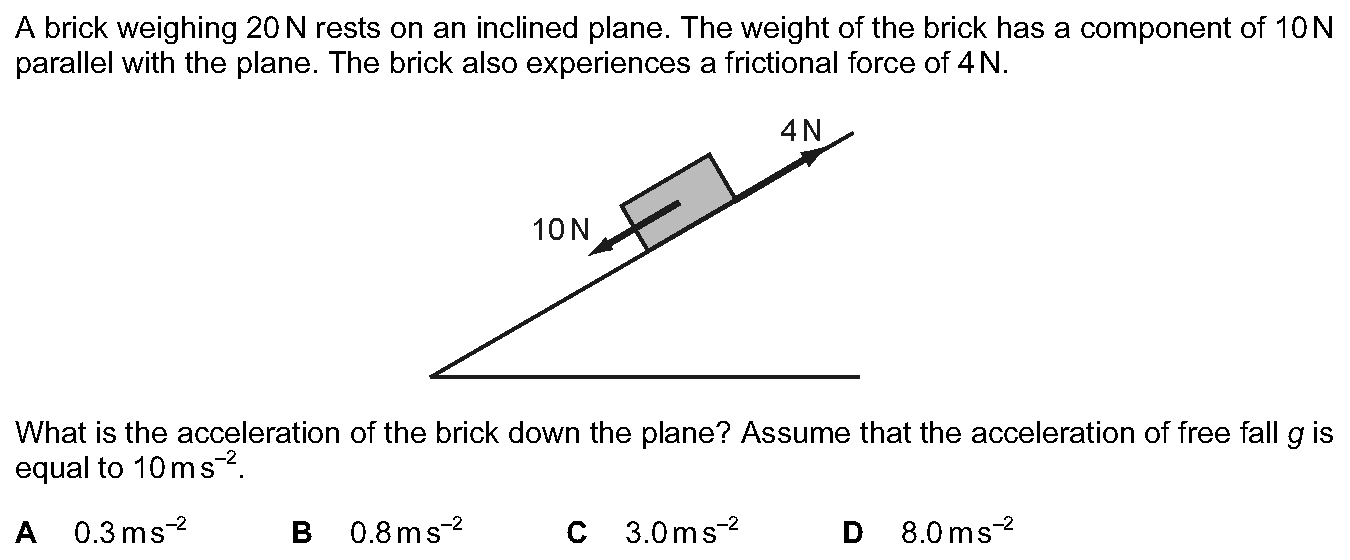 A brick weighing 20 N rests on an inclined plane. The weight of the brick has a component of 10 N
parallel with the plane. The brick also experiences a frictional force of 4 N.
4 N
10 N
What is the acceleration of the brick down the plane? Assume that the acceleration of free fall g is
equal to 10 m s⁻².
A 0.3 m s⁻² B 0.8 m s⁻² C 3.0 m s⁻² D 8.0 m s⁻²